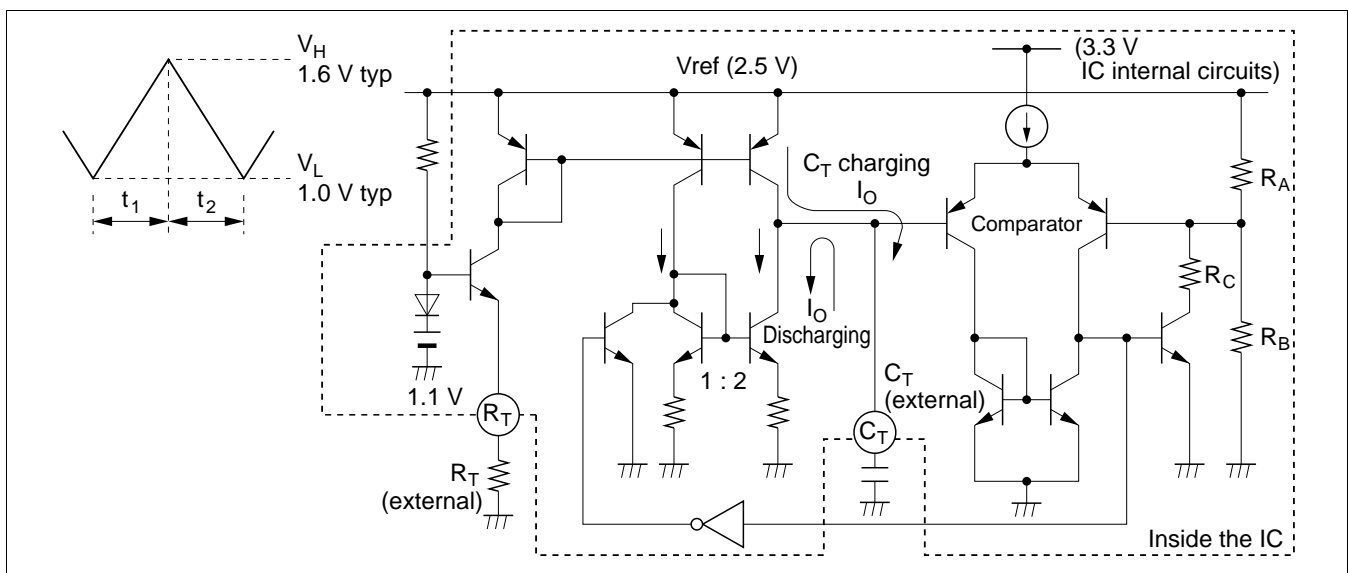 V_H
1.6 V typ
V_L
1.0 V typ
t_1
t_2
Vref (2.5 V)
(3.3 V
IC internal circuits)
C_T charging
I_O
Comparator
R_A
R_C
R_B
I_O
Discharging
1 : 2
1.1 V
R_T
R_T
(external)
C_T
(external)
C_T
Inside the IC